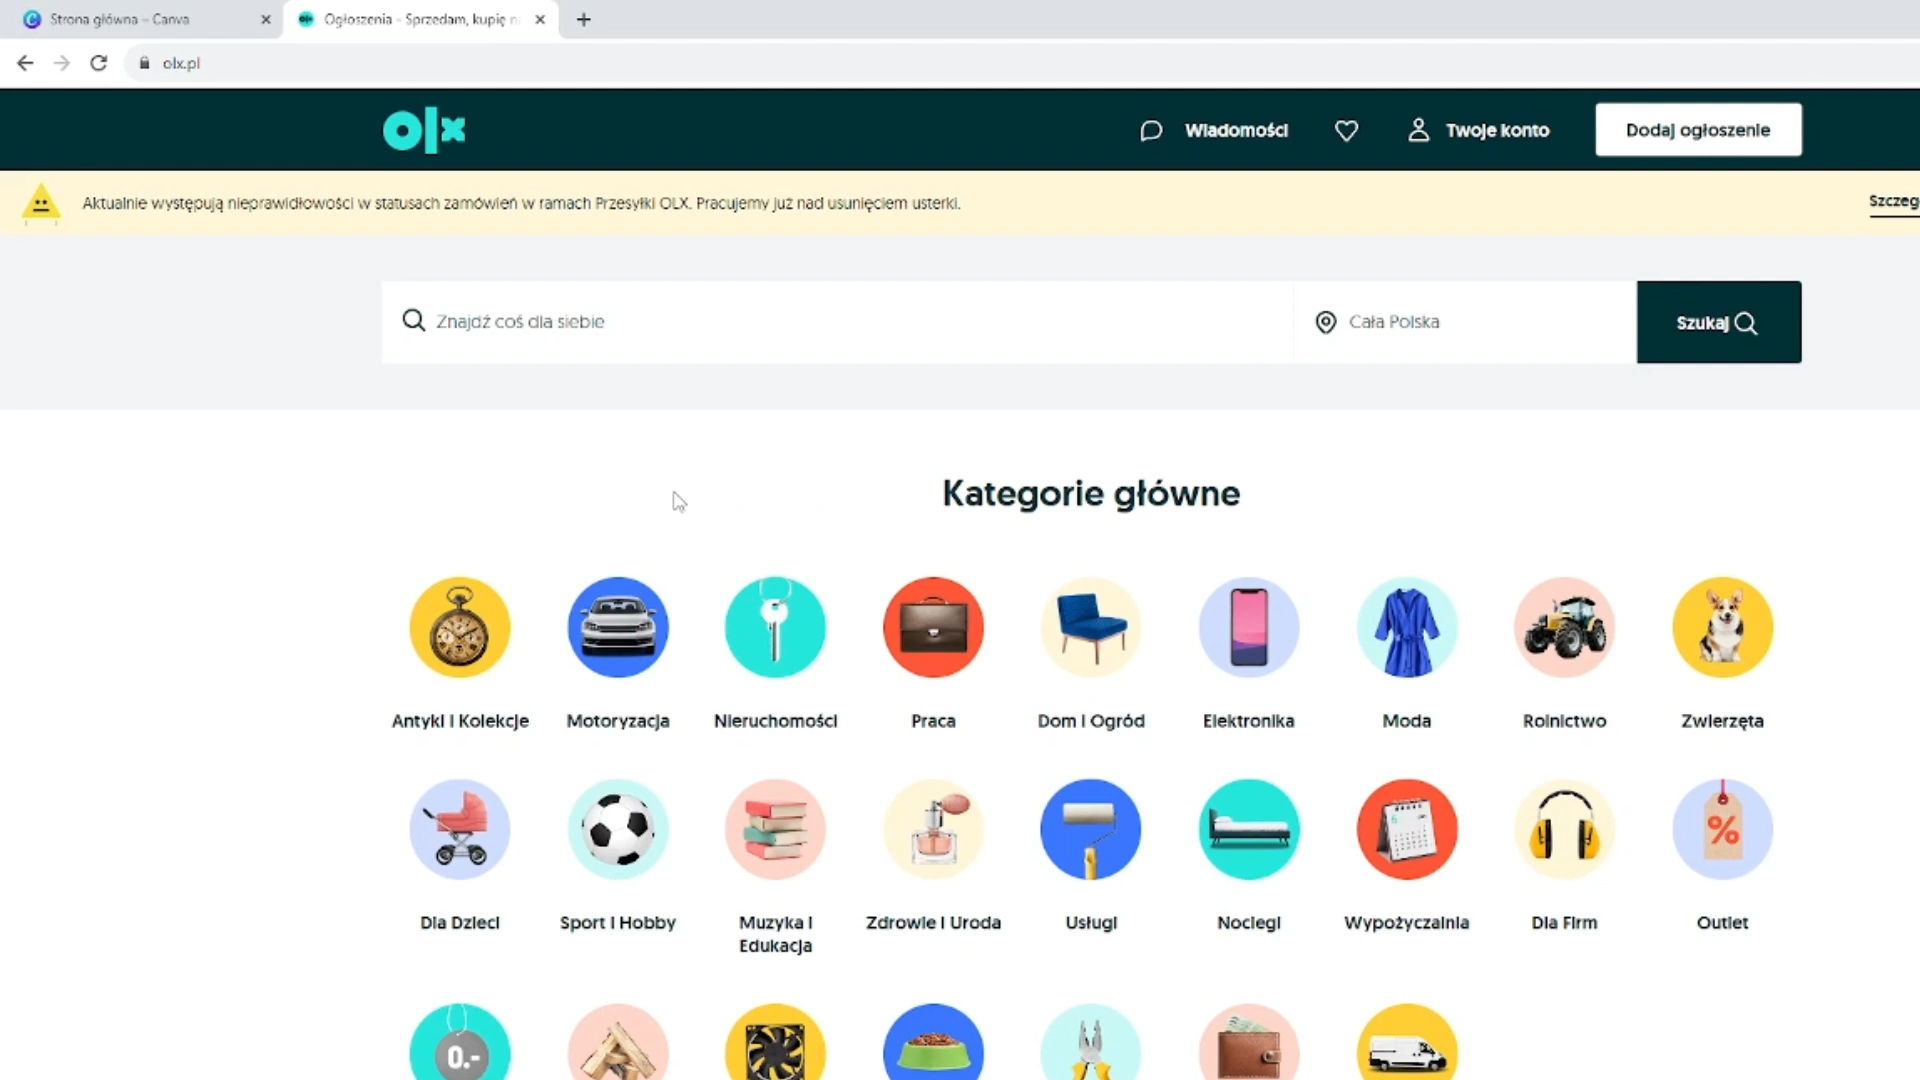 Strona główna – Canva
Ogłoszenia - Sprzedam, kupię n
olx.pl
olx
Wiadomości
Twoje konto
Dodaj ogłoszenie
Aktualnie występują nieprawidłowości w statusach zamówień w ramach Przesyłki OLX. Pracujemy już nad usunięciem usterki.
Szczeg
Znajdź coś dla siebie
Cała Polska
Szukaj
Kategorie główne
Antyki i Kolekcje
Motoryzacja
Nieruchomości
Praca
Dom i Ogród
Elektronika
Moda
Rolnictwo
Zwierzęta
%
Dla Dzieci
Sport i Hobby
Muzyka i
Edukacja
Zdrowie i Uroda
Usługi
Noclegi
Wypożyczalnia
Dla Firm
Outlet
0.-